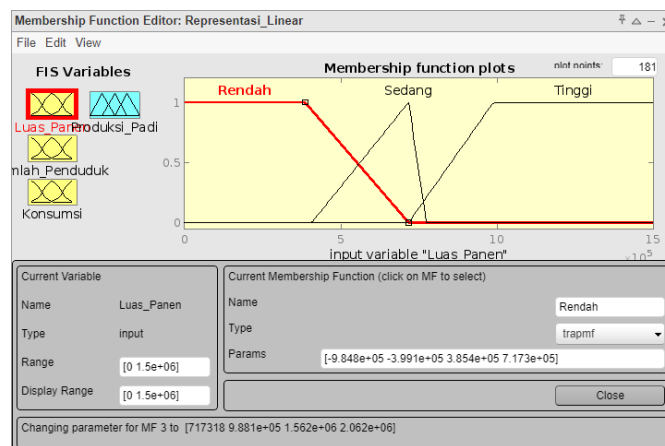 Membership Function Editor: Representasi_Linear
File Edit View
FIS Variables
Membership function plots
plot points:
181
Luas_Panen
Produksi_Padi
mlah_Penduduk
Konsumsi
Rendah
Sedang
Tinggi
1
0.5
0
0
5
10
15
×10^5
input variable "Luas Panen"
Current Variable
Name Luas_Panen
Type input
Range [0 1.5e+06]
Display Range [0 1.5e+06]
Current Membership Function (click on MF to select)
Name Rendah
Type trapmf
Params [-9.848e+05 -3.991e+05 3.854e+05 7.173e+05]
Close
Changing parameter for MF 3 to [717318 9.881e+05 1.562e+06 2.062e+06]